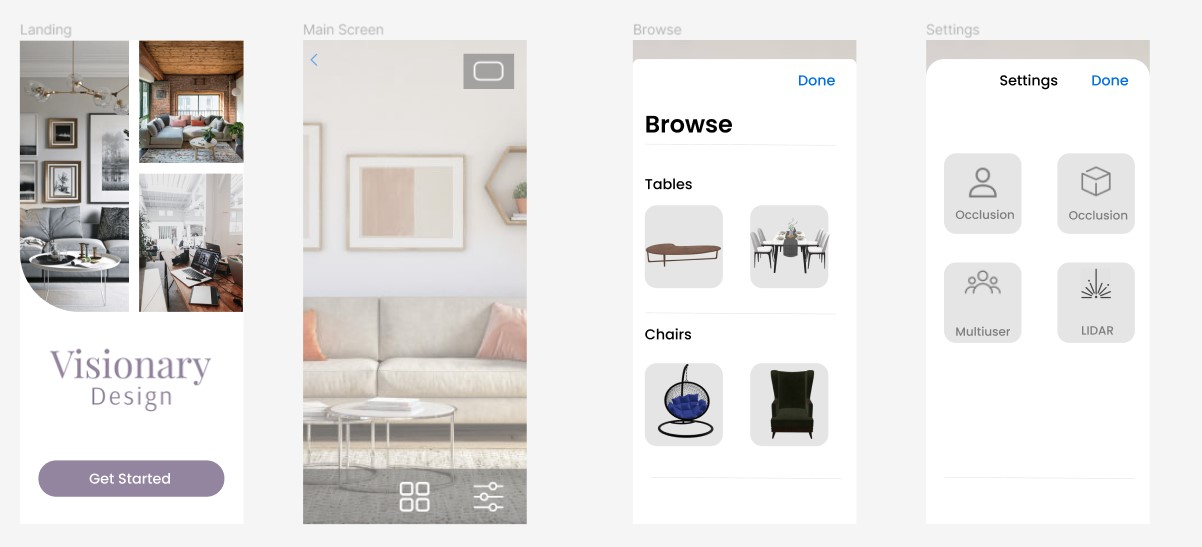 Landing
Main Screen
Browse
Settings
Visionary
Design
Get Started
Done
Browse
Tables
Chairs
Settings
Done
Occlusion
Occlusion
Multiuser
LIDAR